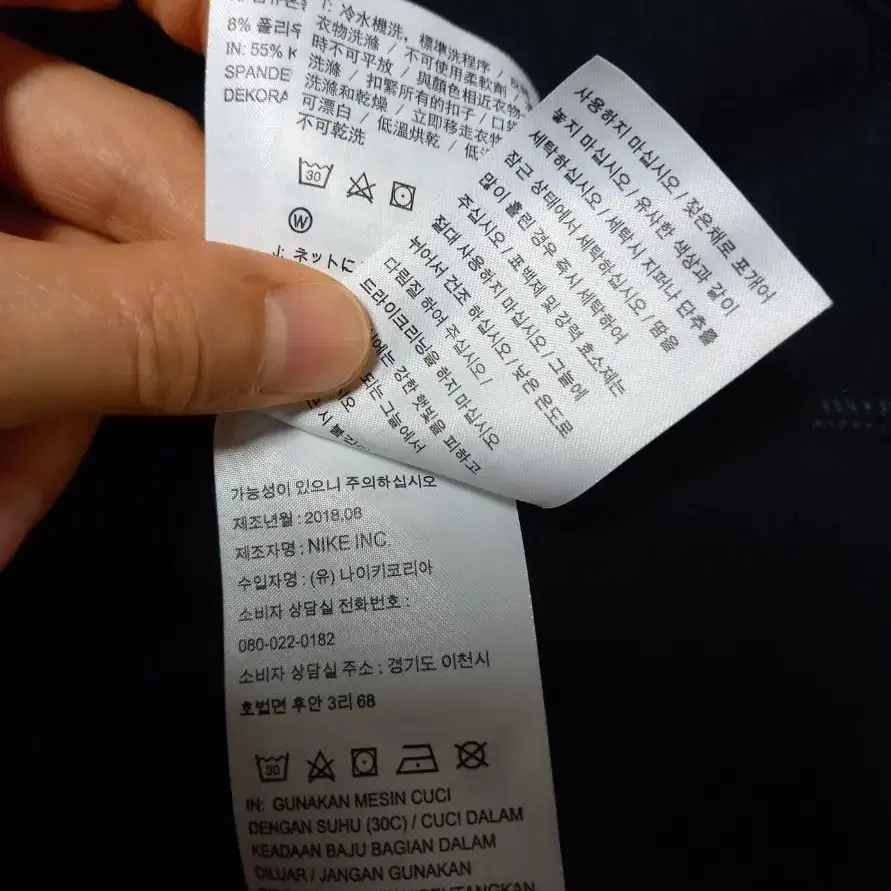 8% 폴리우
IN: 55% K
SPANDE
DEKORA
T: 冷水機洗, 標準洗程序 /
衣物洗滌 / 不可使用柔軟劑
時不可平放 / 與顏色相近衣物
洗滌 / 扣緊所有的扣子 / 口袋
洗滌和乾燥 / 立即移走衣物
可漂白 / 低溫烘乾 / 低
不可乾洗
30
W
J: ネットに
사용하지 마십시오 / 젖은채로 포개어
놓지 마십시오 / 유사한 색상과 같이
세탁하십시오 / 세탁시 지퍼나 단추를
잠근 상태에서 세탁하십시오 / 땀을
많이 흘린 경우 즉시 세탁하여
주십시오 / 표백제 및 강력 효소제는
절대 사용하지 마십시오 / 그늘에
뉘어서 건조 하십시오 / 낮은 온도로
다림질 하여 주십시오 /
드라이크리닝을 하지 마십시오
에는 강한 햇빛을 피하고
되는 그늘에서
시오
가능성이 있으니 주의하십시오
제조년월 : 2018.08
제조자명 : NIKE INC.
수입자명 : (유) 나이키코리아
소비자 상담실 전화번호 :
080-022-0182
소비자 상담실 주소 : 경기도 이천시
호법면 후안 3리 68
30
IN: GUNAKAN MESIN CUCI
DENGAN SUHU (30C) / CUCI DALAM
KEADAAN BAJU BAGIAN DALAM
DILUAR / JANGAN GUNAKAN